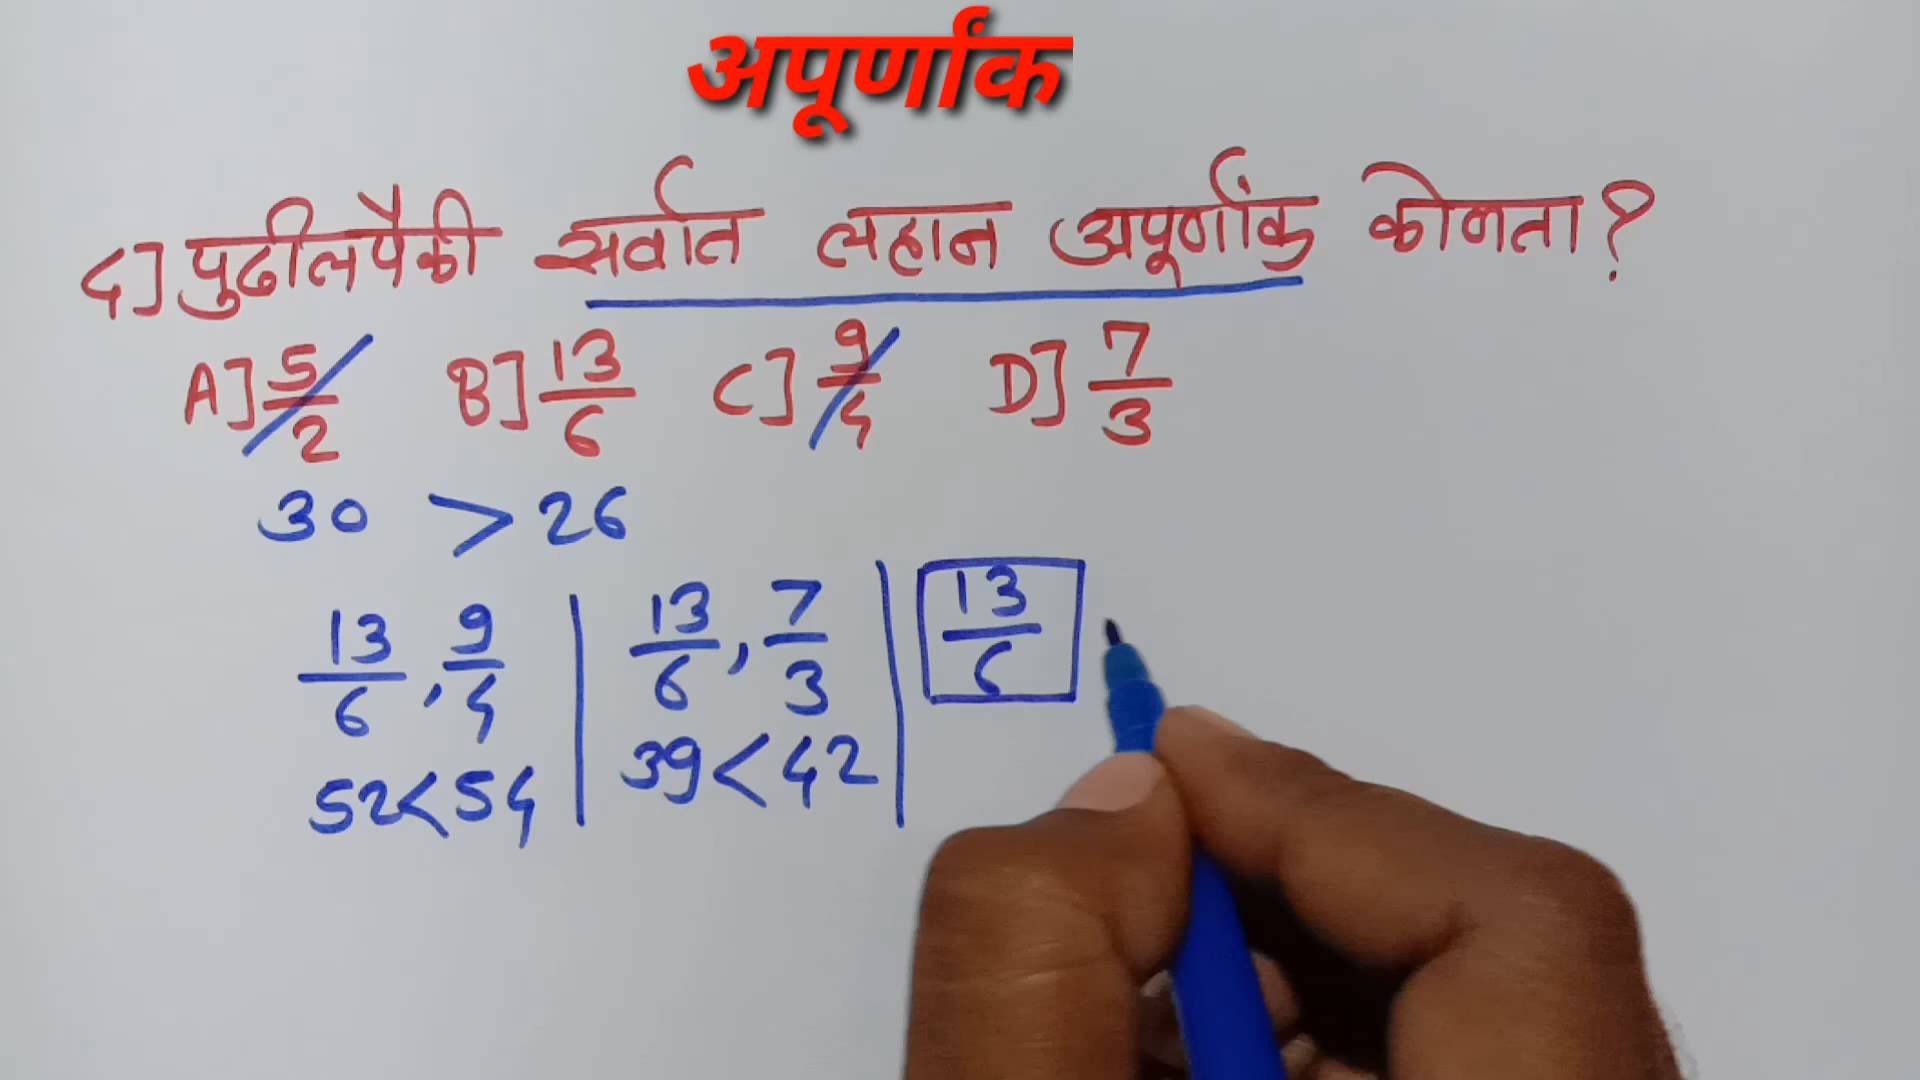 अपूर्णांक
८] पुढीलपैकी सर्वात लहान अपूर्णांक कोणता?
A] 5/2 B] 13/6 C] 9/4 D] 7/3
30 > 26
13/6 , 9/4 | 13/6 , 7/3 | 13/6
52 < 54 | 39 < 42